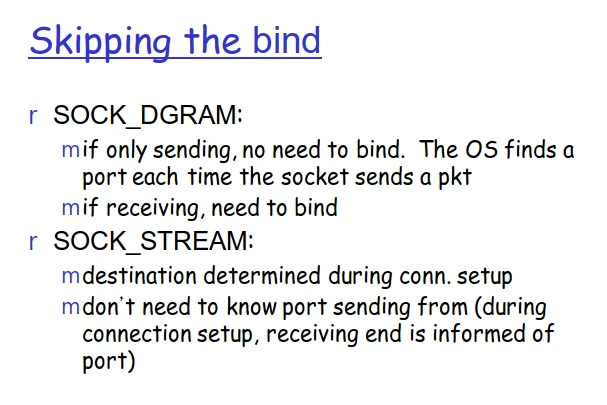 Skipping the bind
r SOCK_DGRAM:
m if only sending, no need to bind. The OS finds a
port each time the socket sends a pkt
m if receiving, need to bind
r SOCK_STREAM:
m destination determined during conn. setup
m don't need to know port sending from (during
connection setup, receiving end is informed of
port)